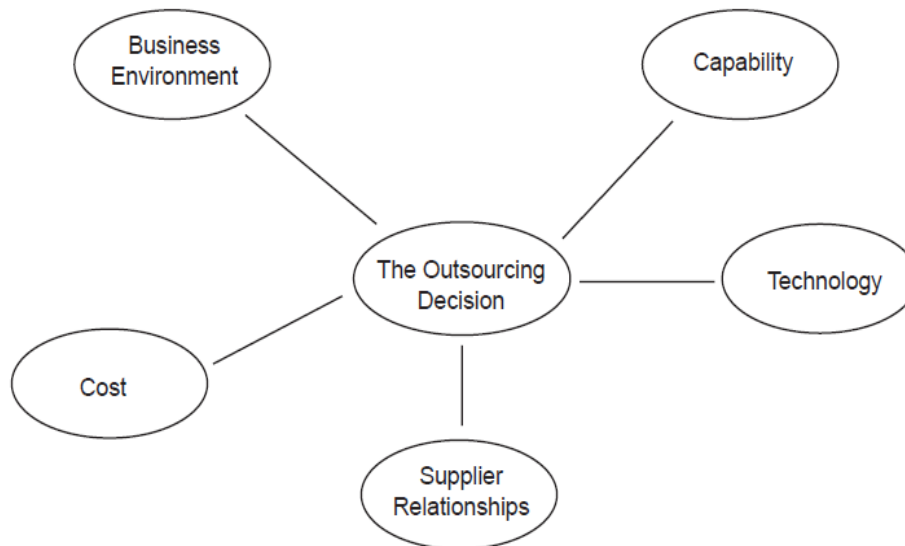 Business
Environment
Capability
The Outsourcing
Decision
Technology
Cost
Supplier
Relationships